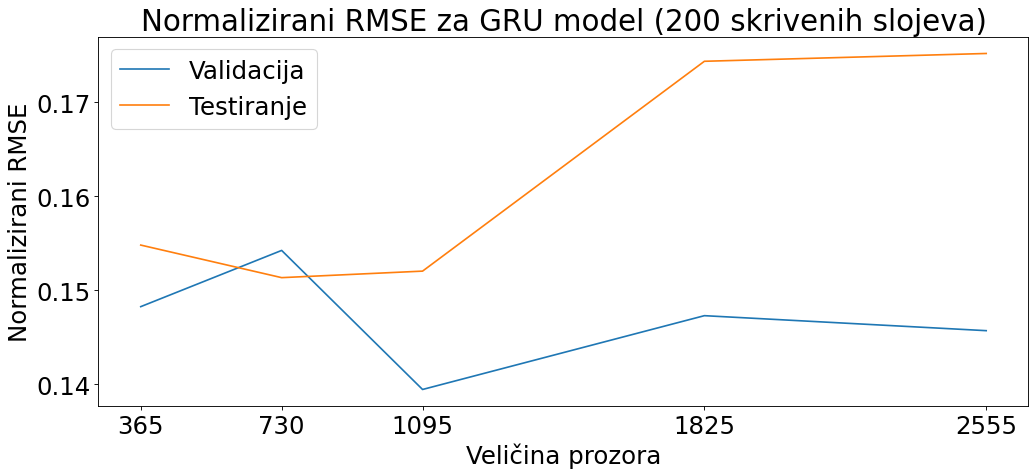 Normalizirani RMSE za GRU model (200 skrivenih slojeva)
Validacija
Testiranje
Normalizirani RMSE
0.17
0.16
0.15
0.14
365 730 1095 1825 2555
Veličina prozora